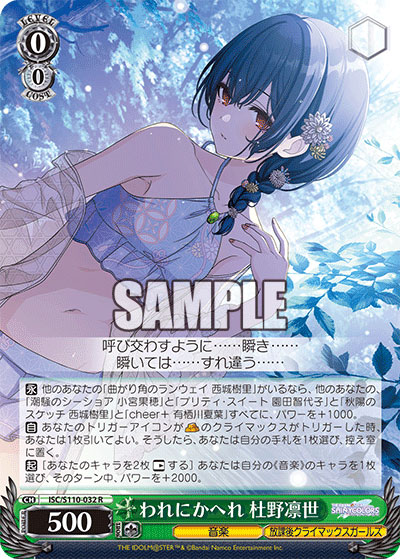 LEVEL
0
0
COST
SAMPLE
呼び交わすように……瞬き……
瞬いては……すれ違う……
永 他のあなたの「曲がり角のランウェイ 西城樹里」がいるなら、他のあなたの、
「潮騒のシーショア 小宮果穂」と「プリティ・スイート 園田智代子」と「秋陽の
スケッチ 西城樹里」と「cheer+ 有栖川夏葉」すべてに、パワーを+1000。
自 あなたのトリガーアイコンが のクライマックスがトリガーした時、あなた
は1枚引いてよい。そうしたら、あなたは自分の手札を1枚選び、控え室
に置く。
起 [あなたのキャラを2枚 する] あなたは自分の《音楽》のキャラを1枚選
び、そのターン中、パワーを+2000。
CH
ISC/S110-032 R
500
POWER
われにかへれ 杜野凛世
THE IDOLM@STER
SHINYCOLORS
音楽
放課後クライマックスガールズ
THE IDOLM@STER™& ©Bandai Namco Entertainment Inc.